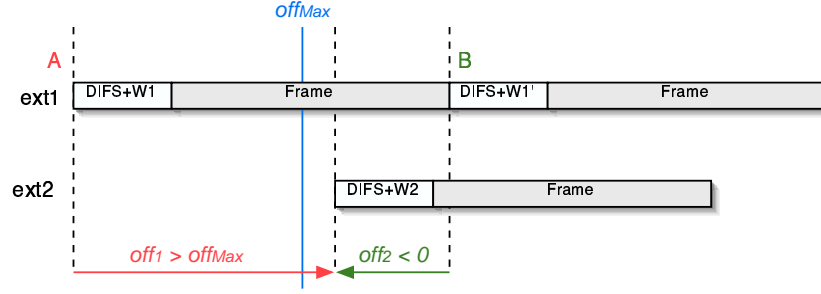 offMax
A
B
ext1 DIFS+W1 Frame DIFS+W1' Frame
ext2 DIFS+W2 Frame
off1 > offMax off2 < 0